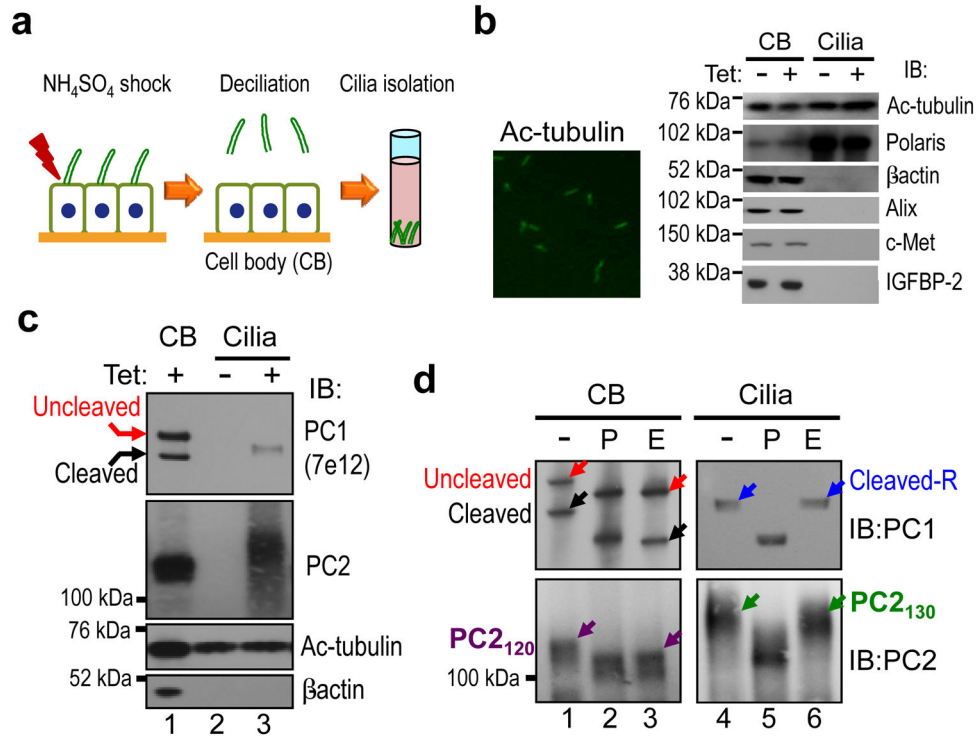 a
NH₄SO₄ shock
Deciliation
Cilia isolation
Cell body (CB)
b
CB Cilia
Tet: - + - + IB:
Ac-tubulin
76 kDa Ac-tubulin
102 kDa Polaris
52 kDa βactin
102 kDa Alix
150 kDa c-Met
38 kDa IGFBP-2
c
CB Cilia
Tet: + - + IB:
Uncleaved PC1
Cleaved (7e12)
PC2
100 kDa
76 kDa Ac-tubulin
52 kDa βactin
1 2 3
d
CB Cilia
- P E - P E
Uncleaved Cleaved-R
Cleaved IB:PC1
PC2₁₂₀ PC2₁₃₀
100 kDa IB:PC2
1 2 3 4 5 6